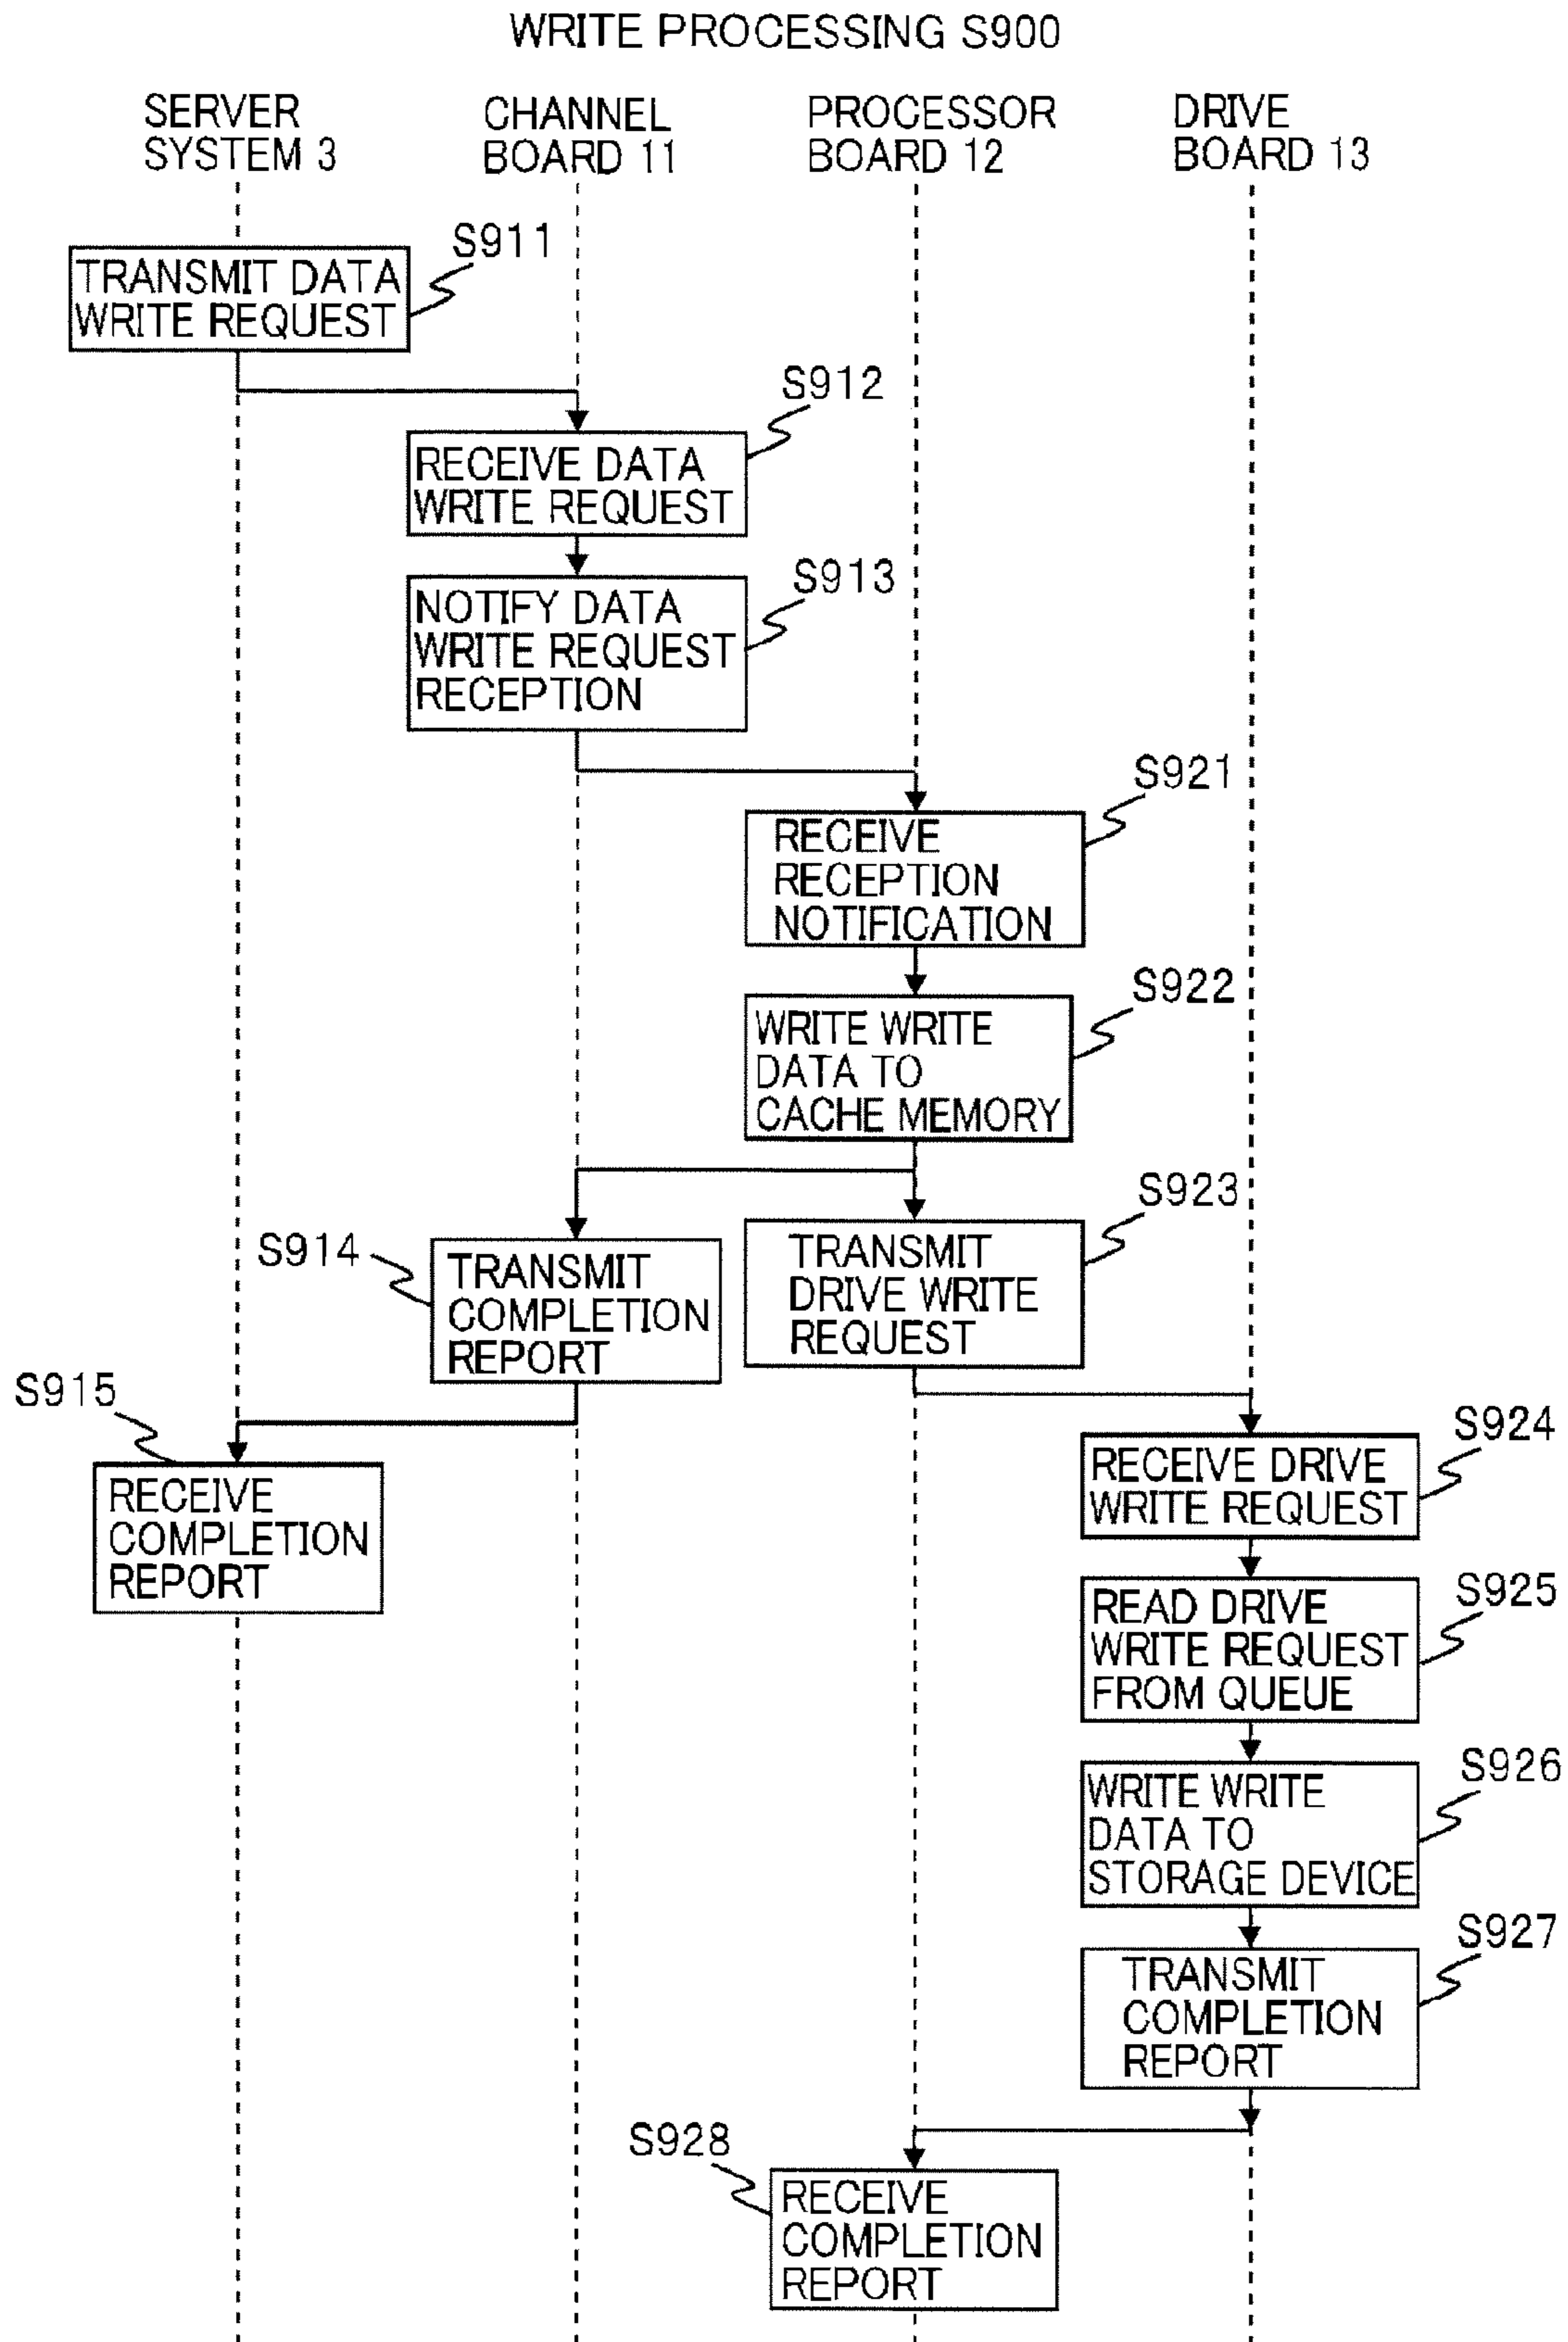 WRITE PROCESSING S900
SERVER
SYSTEM 3
CHANNEL
BOARD 11
PROCESSOR
BOARD 12
DRIVE
BOARD 13
S911
TRANSMIT DATA
WRITE REQUEST
S912
RECEIVE DATA
WRITE REQUEST
S913
NOTIFY DATA
WRITE REQUEST
RECEPTION
S921
RECEIVE
RECEPTION
NOTIFICATION
S922
WRITE WRITE
DATA TO
CACHE MEMORY
S923
TRANSMIT
DRIVE WRITE
REQUEST
S914
TRANSMIT
COMPLETION
REPORT
S915
RECEIVE
COMPLETION
REPORT
S924
RECEIVE DRIVE
WRITE REQUEST
S925
READ DRIVE
WRITE REQUEST
FROM QUEUE
S926
WRITE WRITE
DATA TO
STORAGE DEVICE
S927
TRANSMIT
COMPLETION
REPORT
S928
RECEIVE
COMPLETION
REPORT